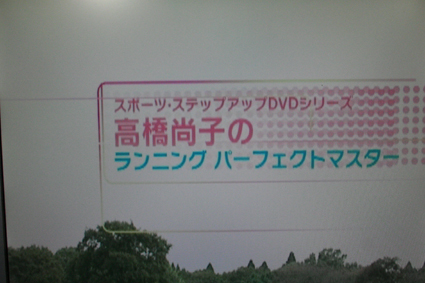 スポーツ・ステップアップDVDシリーズ
高橋尚子の
ランニング パーフェクトマスター